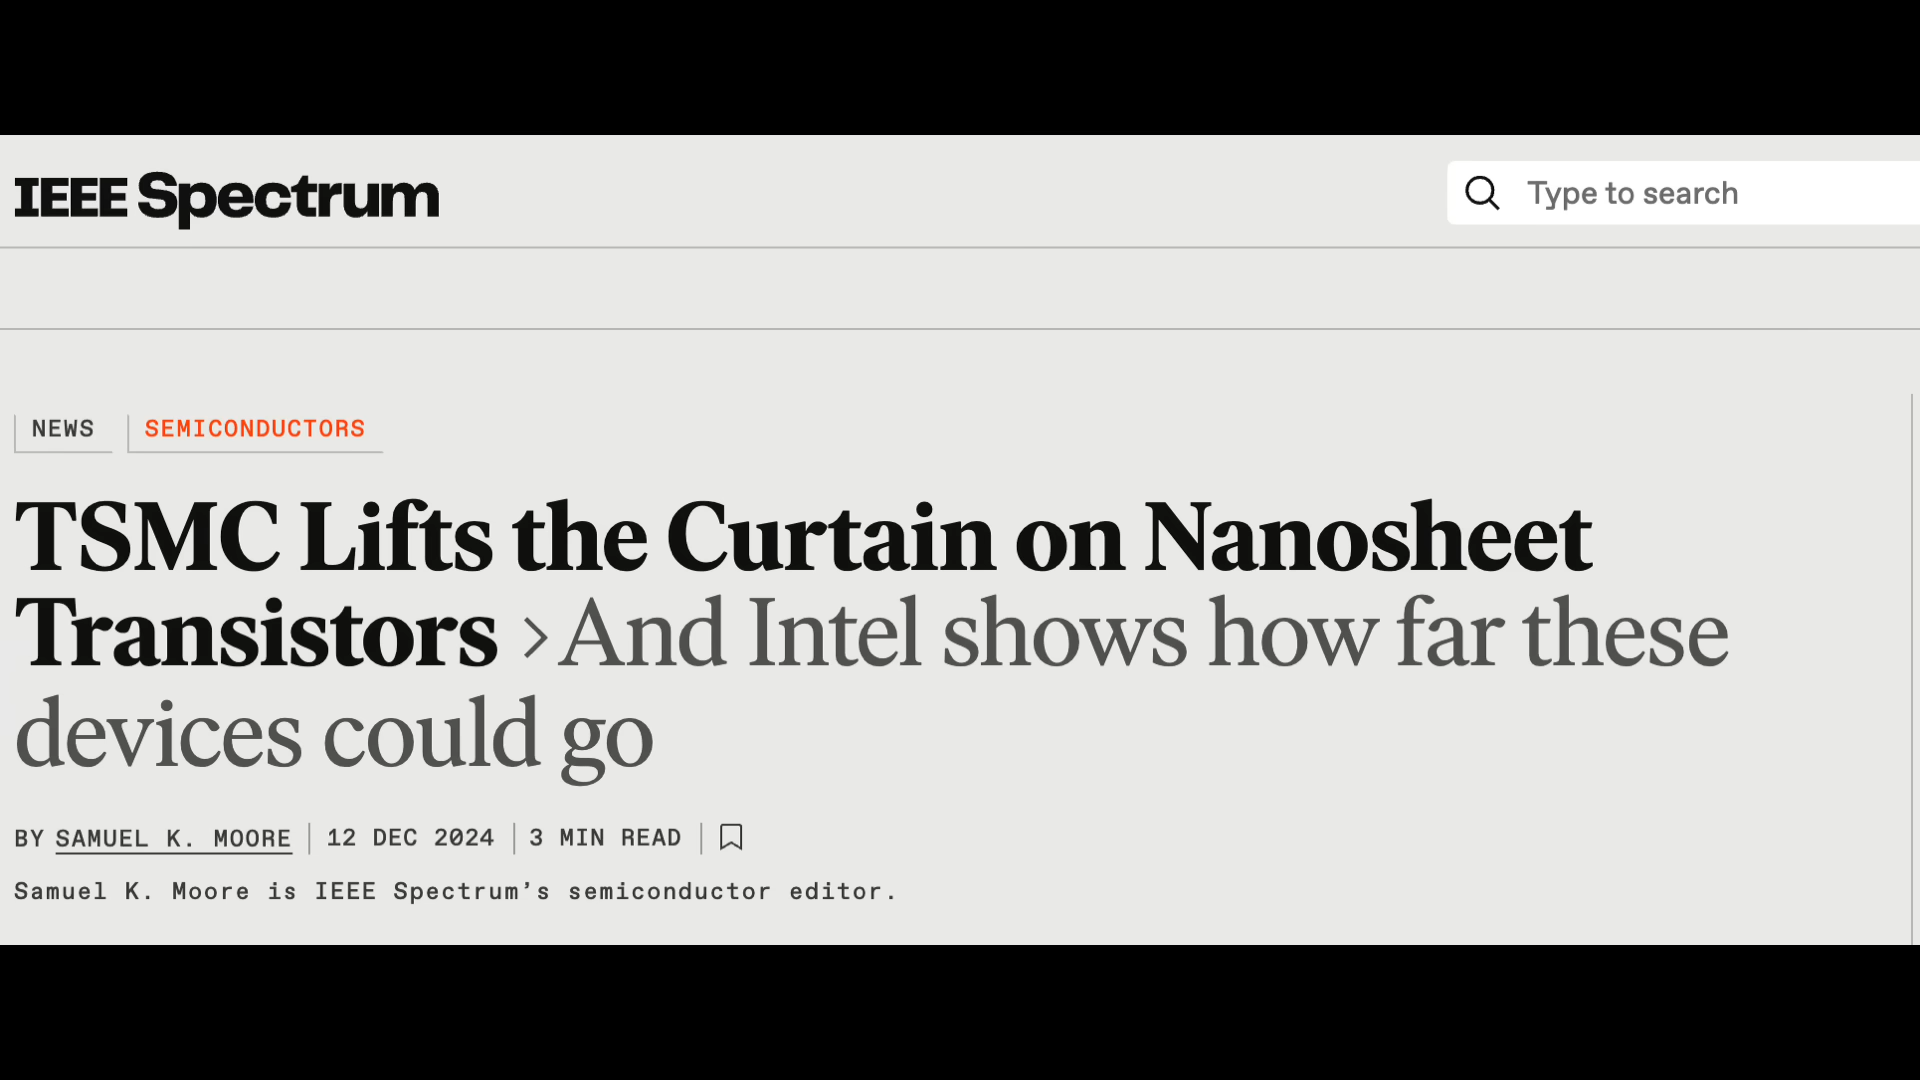 IEEE Spectrum
Type to search
NEWS
SEMICONDUCTORS
TSMC Lifts the Curtain on Nanosheet
Transistors >And Intel shows how far these
devices could go
BY SAMUEL K. MOORE 12 DEC 2024 3 MIN READ
Samuel K. Moore is IEEE Spectrum’s semiconductor editor.